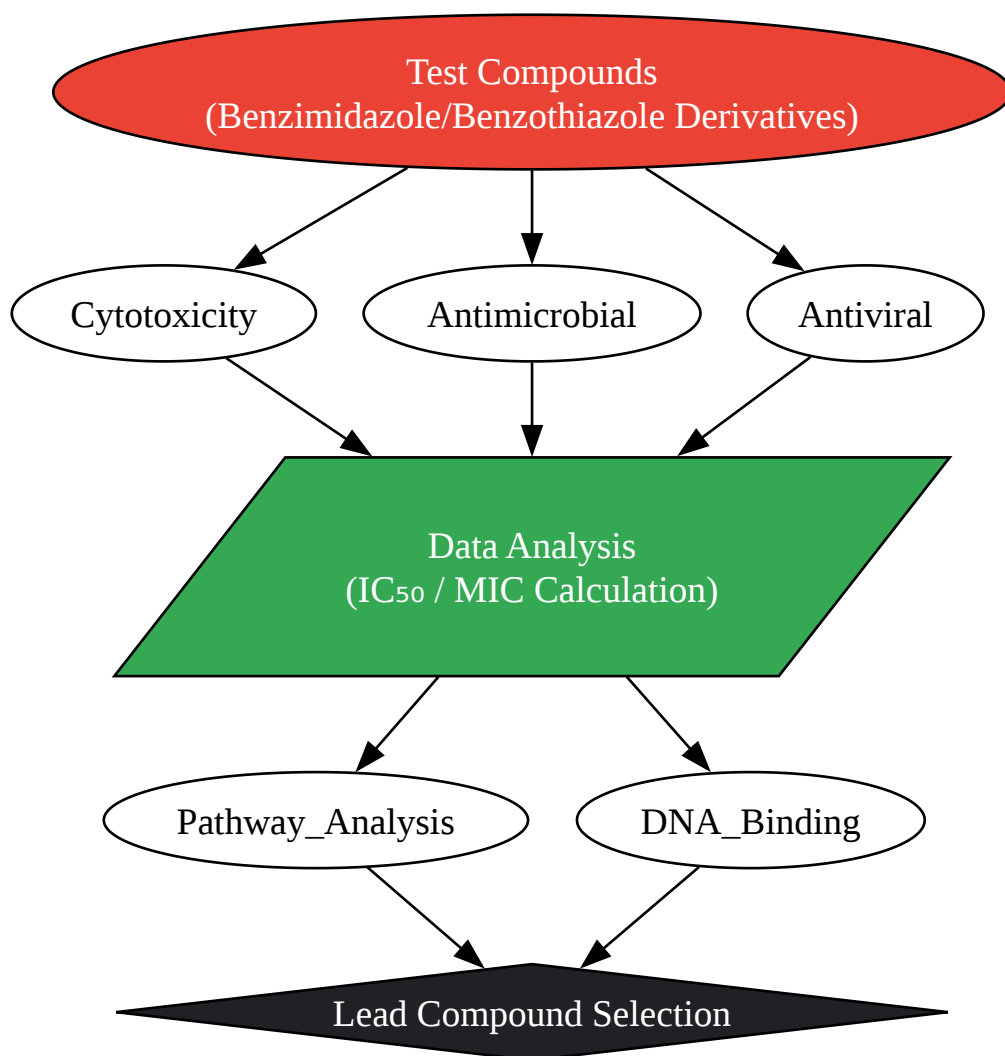 Test Compounds
(Benzimidazole/Benzothiazole Derivatives)
Cytotoxicity
Antimicrobial
Antiviral
Data Analysis
(IC₅₀ / MIC Calculation)
Pathway_Analysis
DNA_Binding
Lead Compound Selection